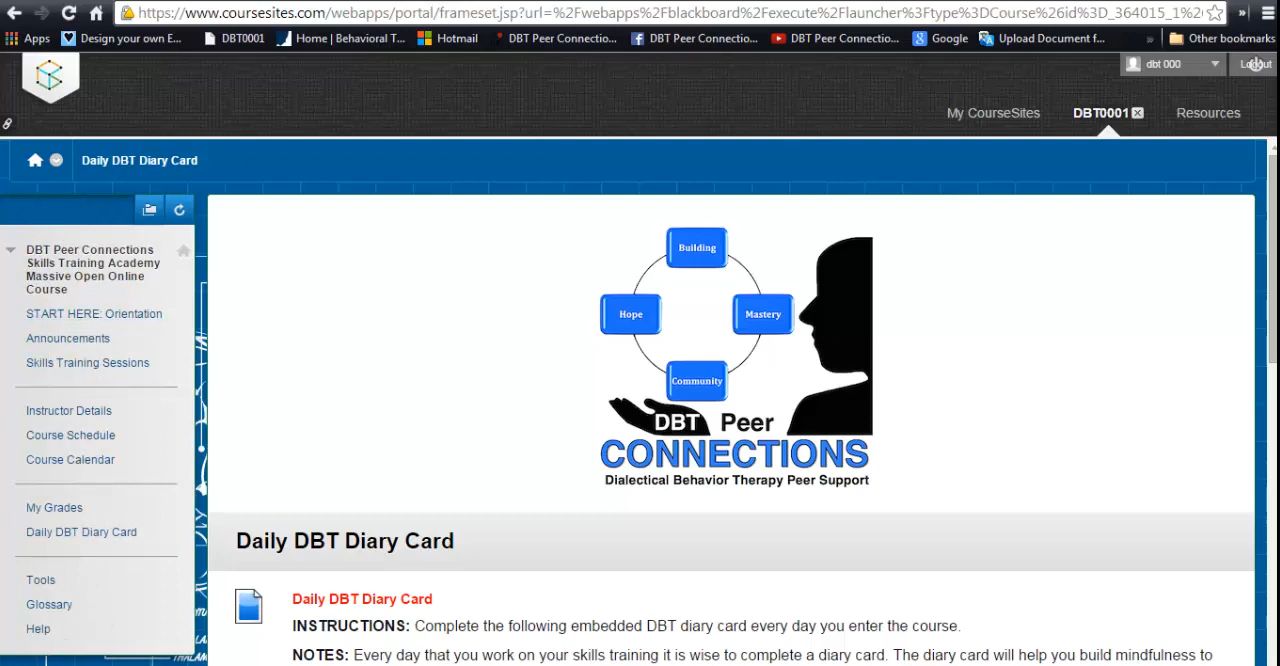 https://www.coursesites.com/webapps/portal/frameset.jsp?url=%2Fwebapps%2Fblackboard%2Fexecute%2Flauncher%3Ftype%3DCourse%26id%3D_364015_1%2
Apps Design your own E... DBT0001 Home | Behavioral T... Hotmail DBT Peer Connectio... DBT Peer Connectio... DBT Peer Connectio... Google Upload Document f... » Other bookmarks
dbt 000 Logout
My CourseSites DBT0001 Resources
Daily DBT Diary Card
DBT Peer Connections
Skills Training Academy
Massive Open Online
Course
START HERE: Orientation
Announcements
Skills Training Sessions
Instructor Details
Course Schedule
Course Calendar
My Grades
Daily DBT Diary Card
Tools
Glossary
Help
Building
Hope
Mastery
Community
DBT Peer
CONNECTIONS
Dialectical Behavior Therapy Peer Support
Daily DBT Diary Card
Daily DBT Diary Card
INSTRUCTIONS: Complete the following embedded DBT diary card every day you enter the course.
NOTES: Every day that you work on your skills training it is wise to complete a diary card. The diary card will help you build mindfulness to